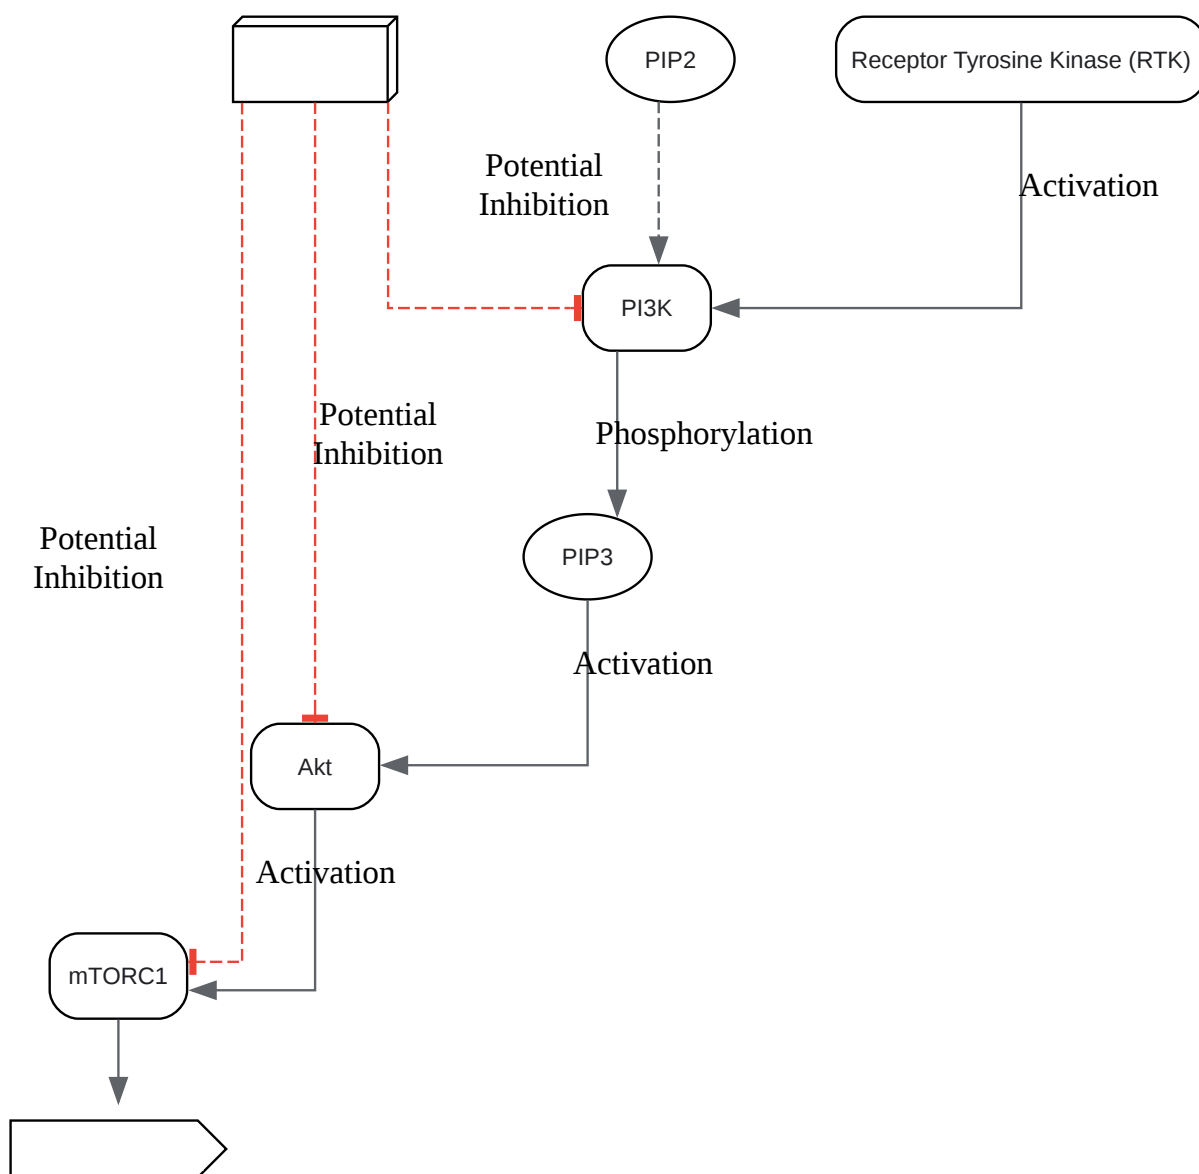 PIP2
Receptor Tyrosine Kinase (RTK)
Potential
Inhibition
Activation
PI3K
Potential
Inhibition
Phosphorylation
Potential
Inhibition
PIP3
Activation
Akt
Activation
mTORC1